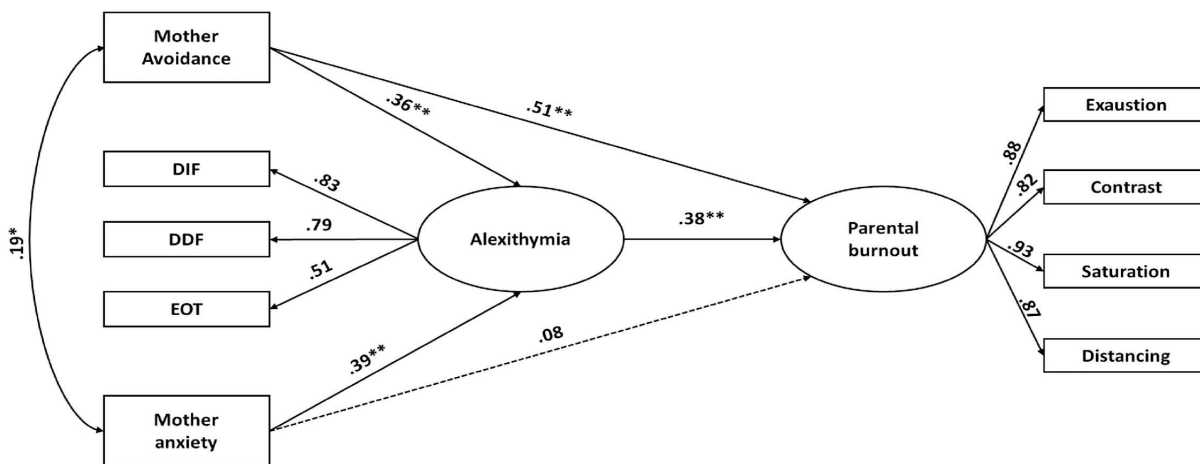 Mother
Avoidance
.36**
.51**
Exaustion
.88
DIF
.83
Contrast
.82
.19*
DDF
.79
Alexithymia
.38**
Parental
burnout
.93
Saturation
EOT
.51
.87
Distancing
.39**
.08
Mother
anxiety